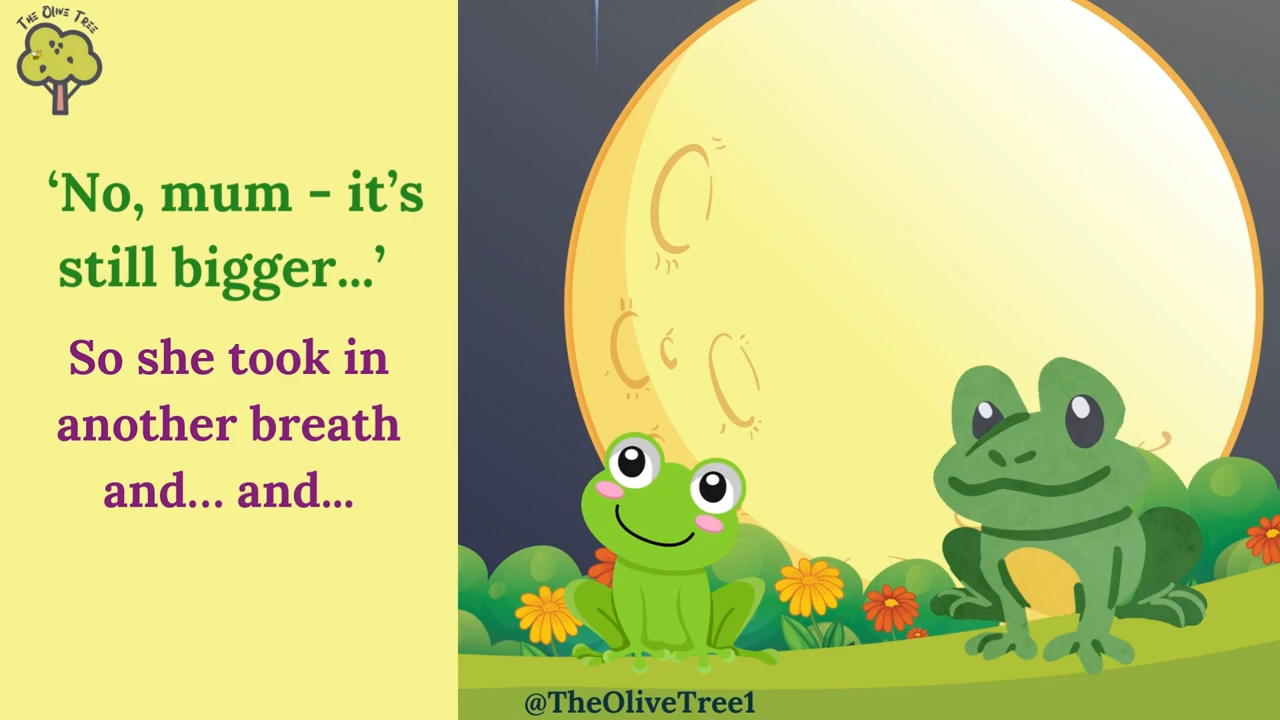 The Olive Tree
‘No, mum - it’s
still bigger...’
So she took in
another breath
and... and...
@TheOliveTree1